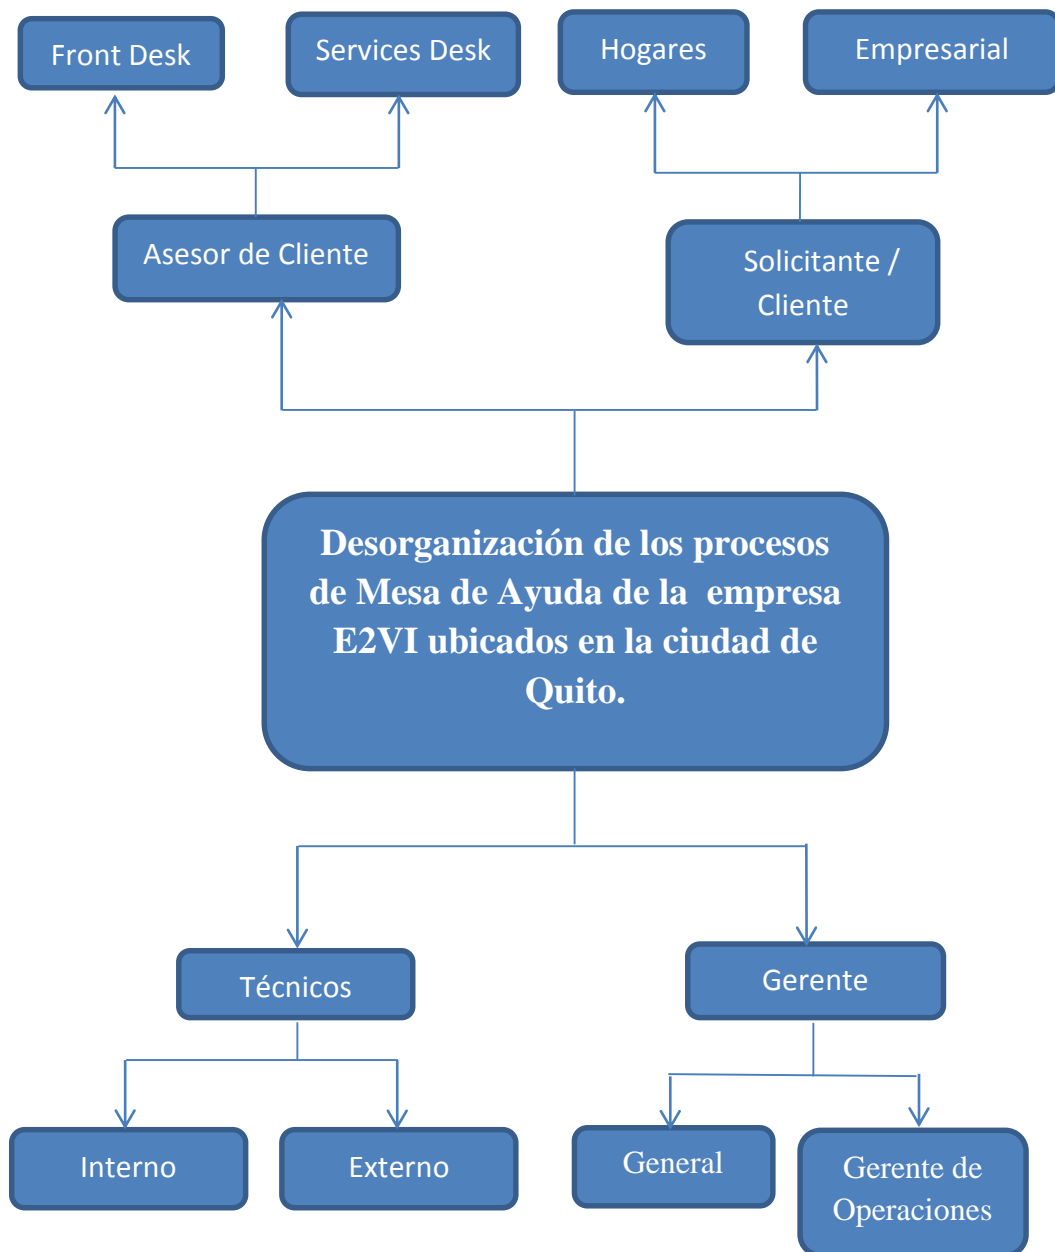 Front Desk
Services Desk
Hogares
Empresarial
Asesor de Cliente
Solicitante /
Cliente
Desorganización de los procesos
de Mesa de Ayuda de la empresa
E2VI ubicados en la ciudad de
Quito.
Técnicos
Gerente
Interno
Externo
General
Gerente de
Operaciones